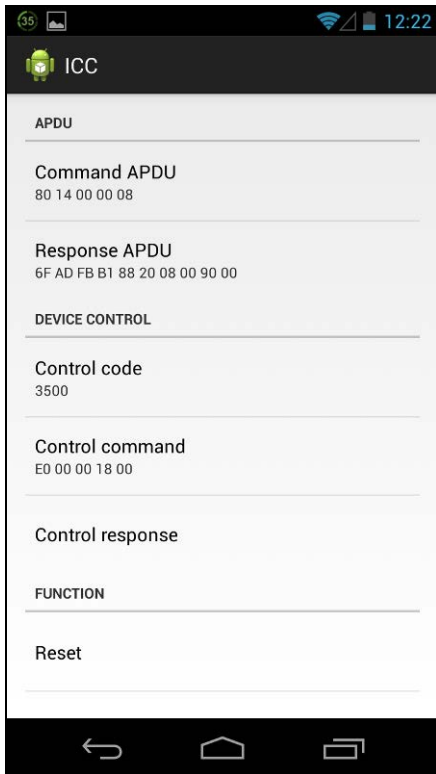 35
12:22
ICC
APDU
Command APDU
80 14 00 00 08
Response APDU
6F AD FB B1 88 20 08 00 90 00
DEVICE CONTROL
Control code
3500
Control command
E0 00 00 18 00
Control response
FUNCTION
Reset